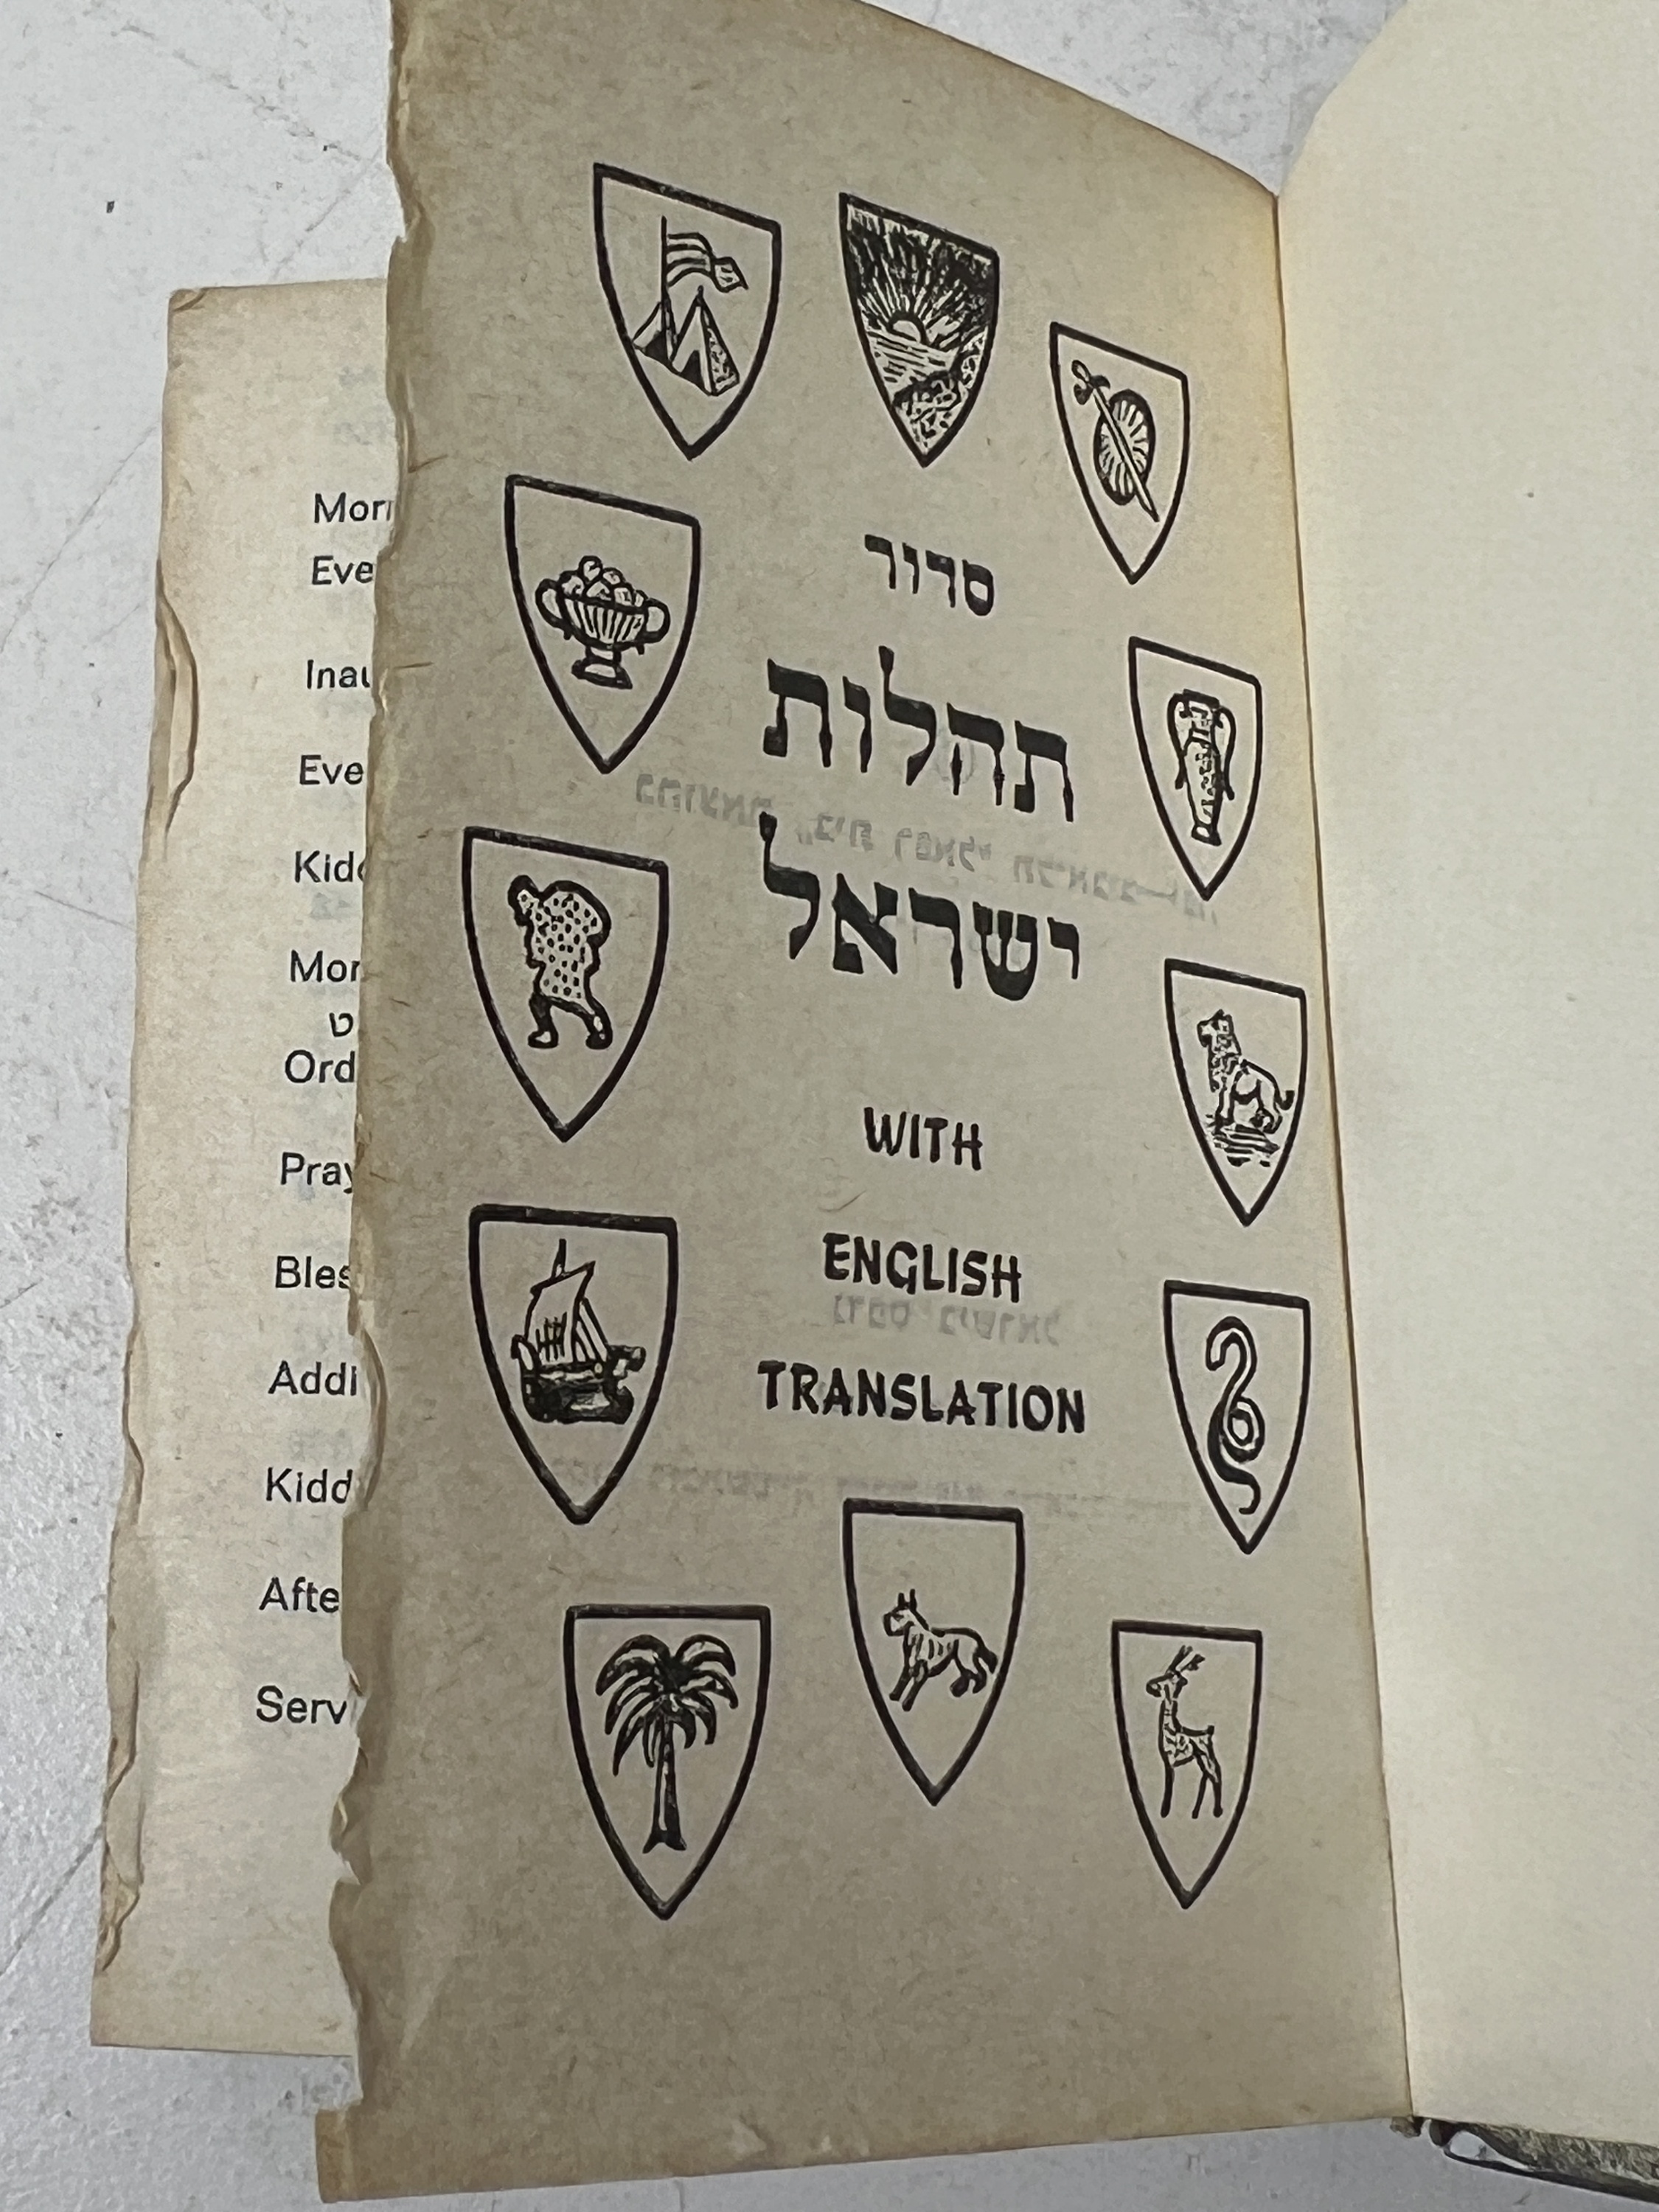 סדור
תהלות
ישראל
WITH
ENGLISH
TRANSLATION
Morn
Eve
Inau
Eve
Kidd
Mor
Ord
Pray
Bles
Addi
Kidd
Afte
Serv